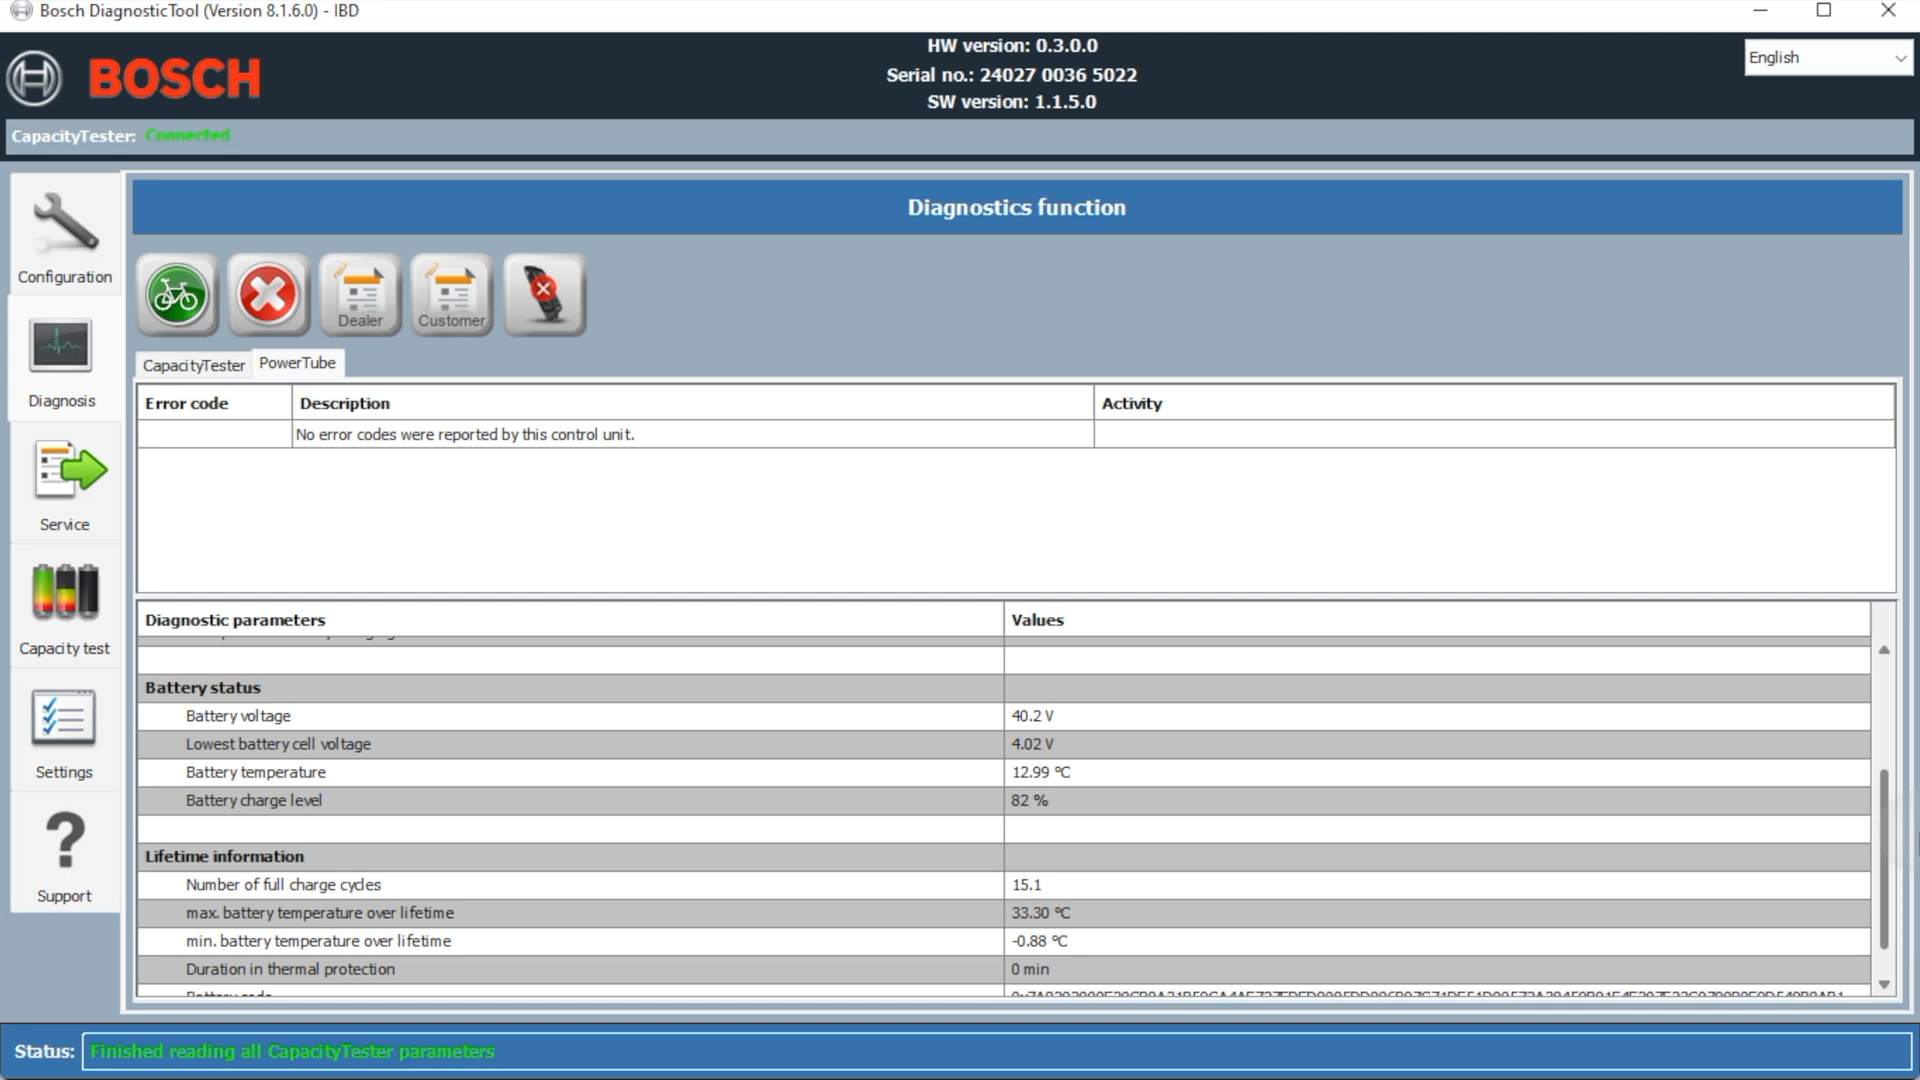 Bosch DiagnosticTool (Version 8.1.6.0) - IBD
HW version: 0.3.0.0
Serial no.: 24027 0036 5022
SW version: 1.1.5.0
English
BOSCH
CapacityTester: Connected
Diagnostics function
Configuration
Diagnosis
Service
Capacity test
Settings
Support
Dealer
Customer
CapacityTester
PowerTube
Error code Description Activity
No error codes were reported by this control unit.
Diagnostic parameters Values
Battery status
Battery voltage 40.2 V
Lowest battery cell voltage 4.02 V
Battery temperature 12.99 °C
Battery charge level 82 %
Lifetime information
Number of full charge cycles 15.1
max. battery temperature over lifetime 33.30 °C
min. battery temperature over lifetime -0.88 °C
Duration in thermal protection 0 min
Battery code
Status: Finished reading all CapacityTester parameters